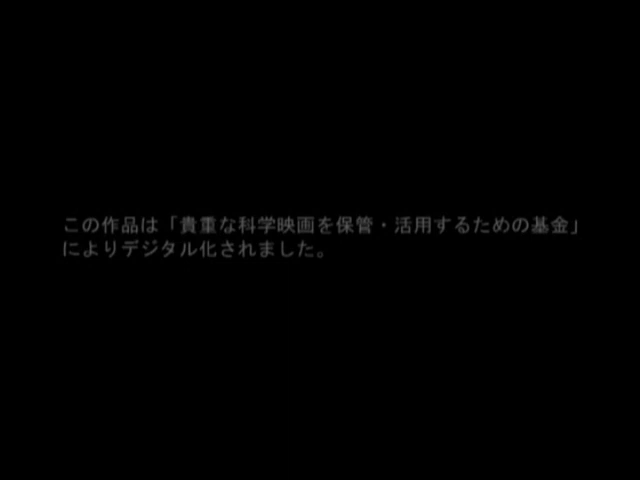 この作品は「貴重な科学映画を保管・活用するための基金」
によりデジタル化されました。